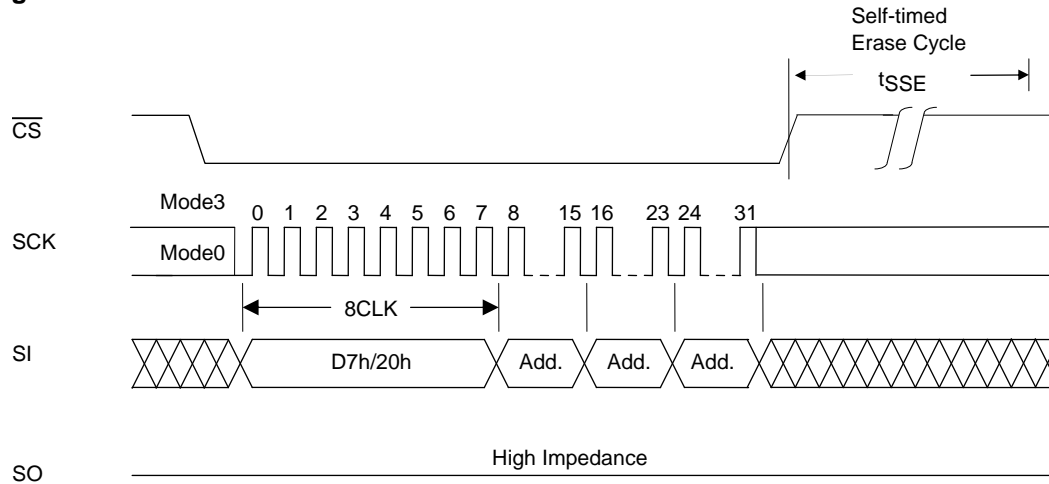 Self-timed
Erase Cycle
tSSE
CS
Mode3
0 1 2 3 4 5 6 7 8 15 16 23 24 31
SCK
Mode0
8CLK
SI
D7h/20h Add. Add. Add.
High Impedance
SO